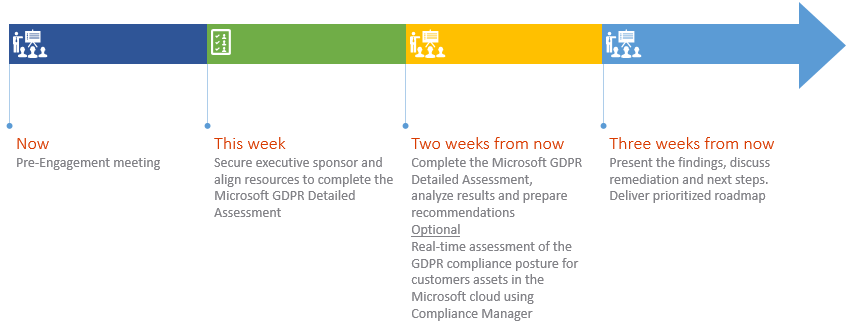 Now
Pre-Engagement meeting
This week
Secure executive sponsor and
align resources to complete the
Microsoft GDPR Detailed
Assessment
Two weeks from now
Complete the Microsoft GDPR
Detailed Assessment,
analyze results and prepare
recommendations
Optional
Real-time assessment of the
GDPR compliance posture for
customers assets in the
Microsoft cloud using
Compliance Manager
Three weeks from now
Present the findings, discuss
remediation and next steps.
Deliver prioritized roadmap